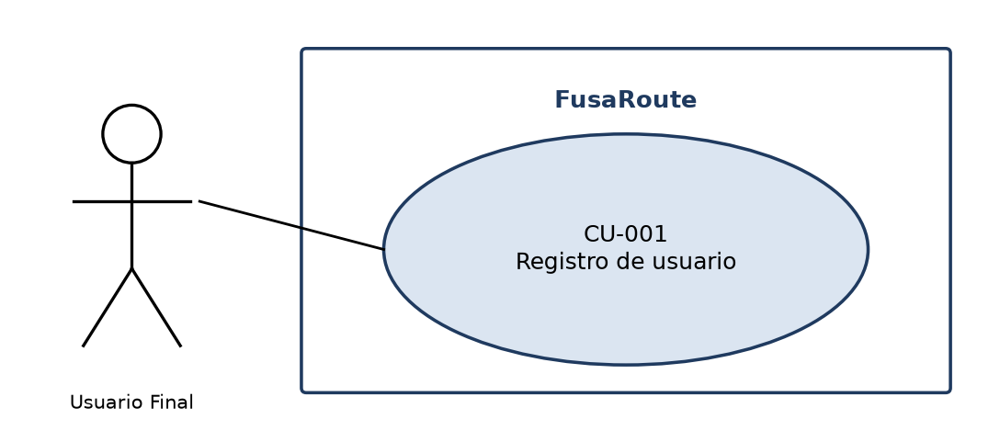 FusaRoute
CU-001
Registro de usuario
Usuario Final